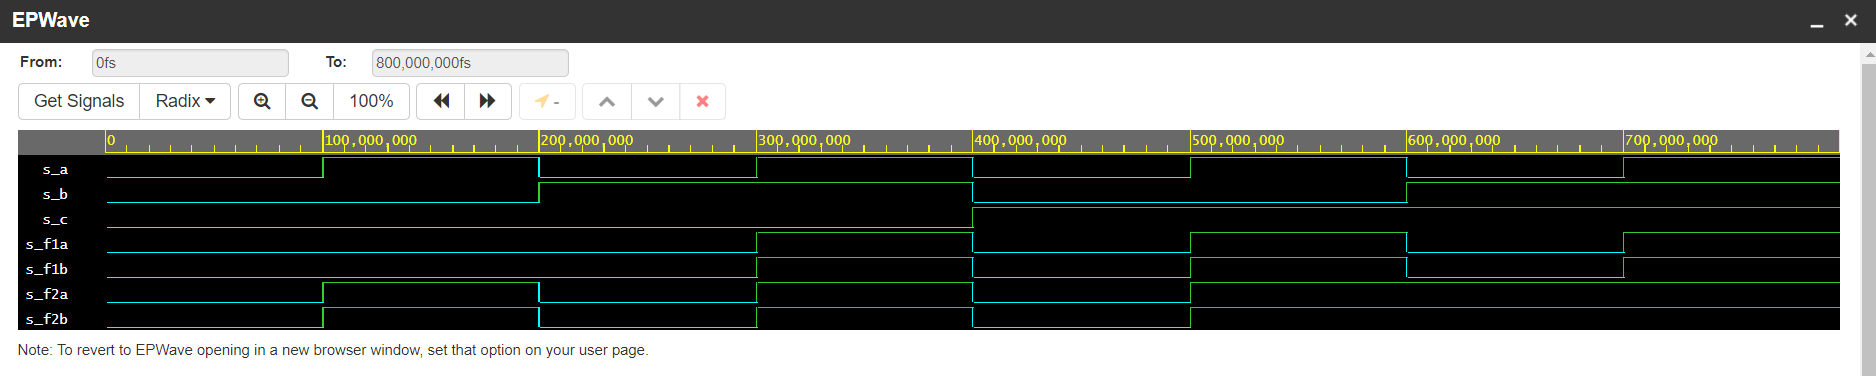 EPWave
From: 0fs To: 800,000,000fs
Get Signals Radix 100% -
0 100,000,000 200,000,000 300,000,000 400,000,000 500,000,000 600,000,000 700,000,000
s_a
s_b
s_c
s_f1a
s_f1b
s_f2a
s_f2b
Note: To revert to EPWave opening in a new browser window, set that option on your user page.